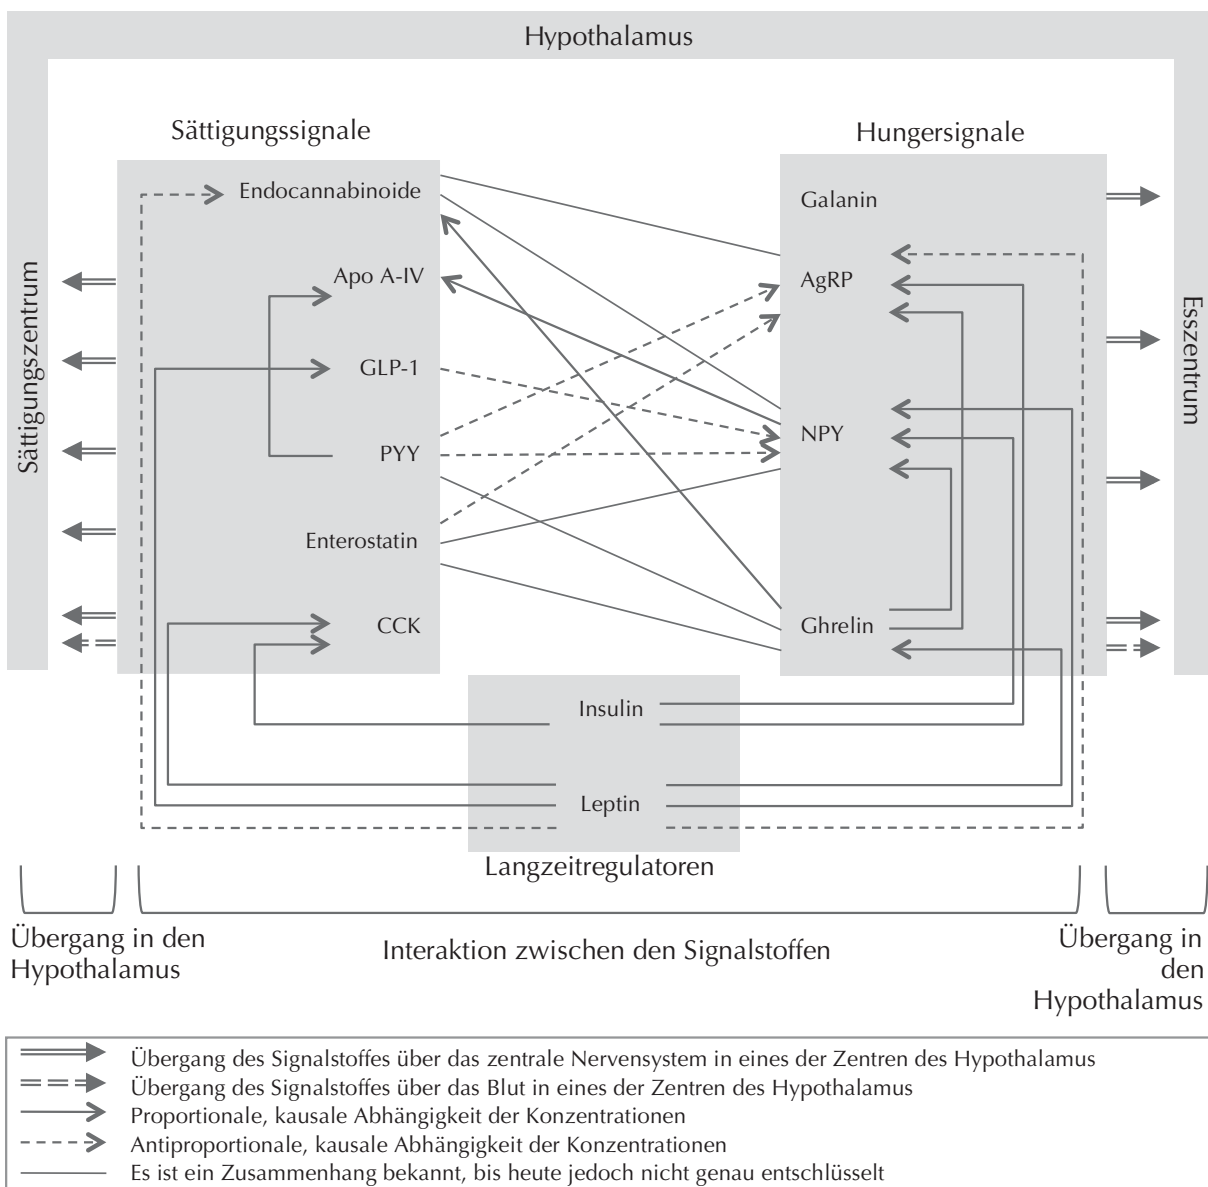 Hypothalamus
Sättigungssignale
Hungersignale
Sättigungszentrum
Endocannabinoide
Apo A-IV
GLP-1
PYY
Enterostatin
CCK
Galanin
AgRP
NPY
Ghrelin
Esszentrum
Insulin
Leptin
Langzeitregulatoren
Übergang in den
Hypothalamus
Interaktion zwischen den Signalstoffen
Übergang in
den
Hypothalamus
Übergang des Signalstoffes über das zentrale Nervensystem in eines der Zentren des Hypothalamus
Übergang des Signalstoffes über das Blut in eines der Zentren des Hypothalamus
Proportionale, kausale Abhängigkeit der Konzentrationen
Antiproportionale, kausale Abhängigkeit der Konzentrationen
Es ist ein Zusammenhang bekannt, bis heute jedoch nicht genau entschlüsselt